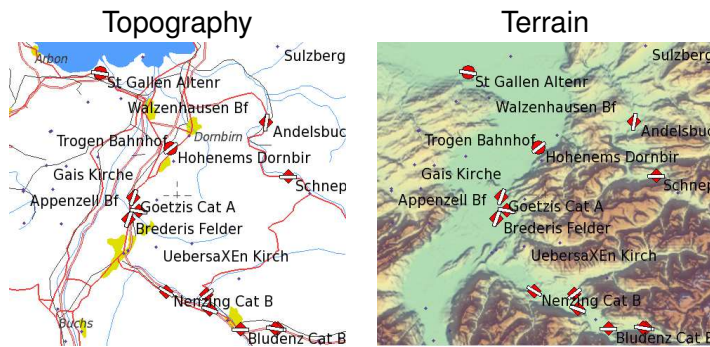 Topography
Arbon
Sulzberg
St Gallen Altenr
Walzenhausen Bf
Andelsbuc
Dornbirn
Trogen Bahnhof
Hohenems Dornbir
Gais Kirche
Schnep
Appenzell Bf
Goetzis Cat A
Brederis Felder
UebersaXEn Kirch
Nenzing Cat B
Buchs
Bludenz Cat B
Terrain
Sulzberg
St Gallen Altenr
Walzenhausen Bf
Andelsbuc
Trogen Bahnhof
Hohenems Dornbir
Gais Kirche
Schnep
Appenzell Bf
Goetzis Cat A
Brederis Felder
UebersaXEn Kirch
Nenzing Cat B
Bludenz Cat B